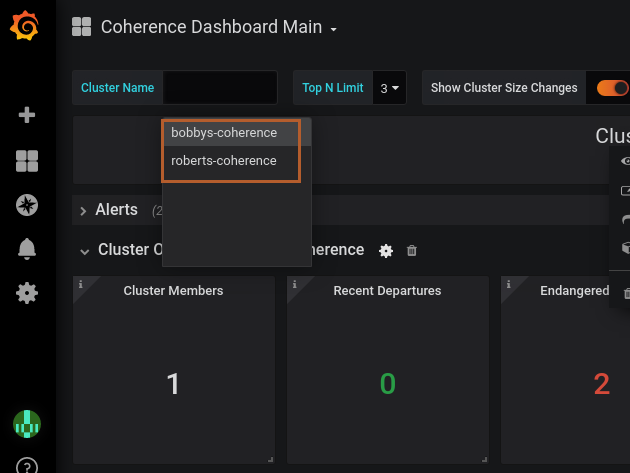 Coherence Dashboard Main
Cluster Name
Top N Limit
3
Show Cluster Size Changes
bobbys-coherence
roberts-coherence
Clus
Alerts (2
Cluster O herence
i
Cluster Members
1
i
Recent Departures
0
i
Endangered
2
?